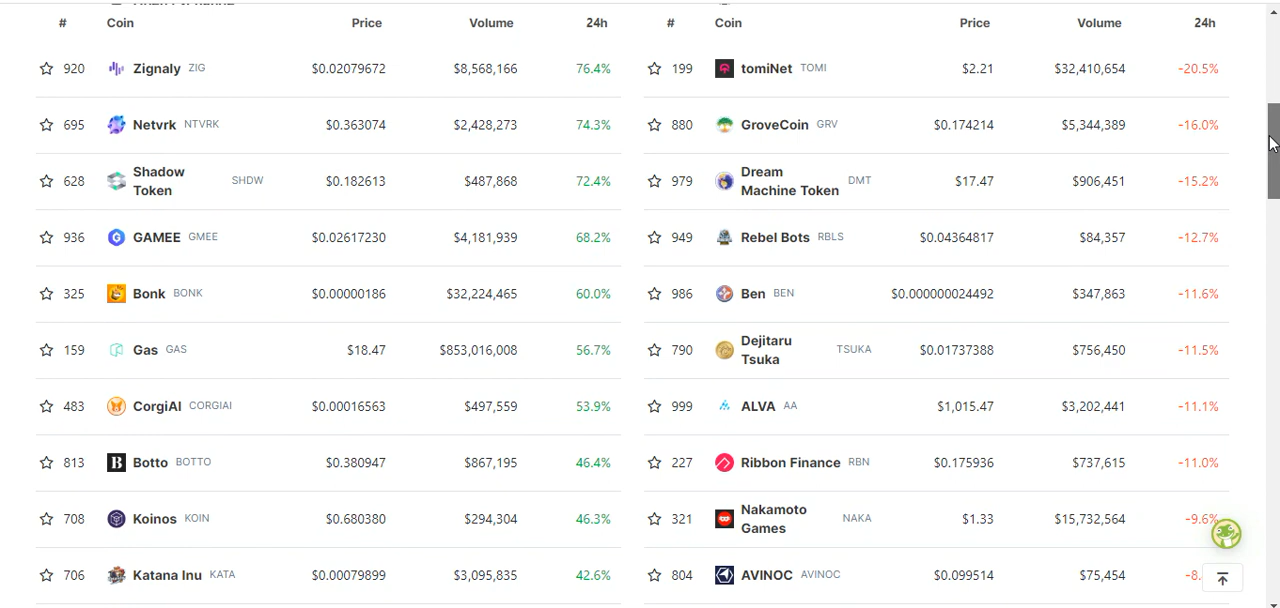 # Coin Price Volume 24h
920 Zignaly ZIG $0.02079672 $8,568,166 76.4%
695 Netvrk NTVRK $0.363074 $2,428,273 74.3%
628 Shadow Token SHDW $0.182613 $487,868 72.4%
936 GAMEE GMEE $0.02617230 $4,181,939 68.2%
325 Bonk BONK $0.00000186 $32,224,465 60.0%
159 Gas GAS $18.47 $853,016,008 56.7%
483 CorgiAI CORGIAI $0.00016563 $497,559 53.9%
813 Botto BOTTO $0.380947 $867,195 46.4%
708 Koinos KOIN $0.680380 $294,304 46.3%
706 Katana Inu KATA $0.00079899 $3,095,835 42.6%
# Coin Price Volume 24h
199 tomiNet TOMI $2.21 $32,410,654 -20.5%
880 GroveCoin GRV $0.174214 $5,344,389 -16.0%
979 Dream Machine Token DMT $17.47 $906,451 -15.2%
949 Rebel Bots RBLS $0.04364817 $84,357 -12.7%
986 Ben BEN $0.000000024492 $347,863 -11.6%
790 Dejitaru Tsuka TSUKA $0.01737388 $756,450 -11.5%
999 ALVA AA $1,015.47 $3,202,441 -11.1%
227 Ribbon Finance RBN $0.175936 $737,615 -11.0%
321 Nakamoto Games NAKA $1.33 $15,732,564 -9.6%
804 AVINOC AVINOC $0.099514 $75,454 -8.